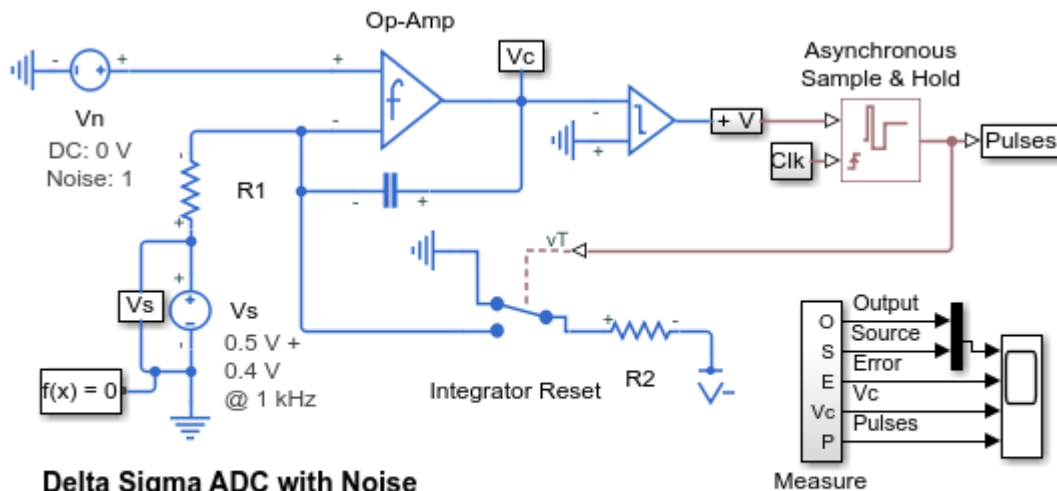 Op-Amp
Vc
Asynchronous
Sample & Hold
- +
+
-
Vn
DC: 0 V
Noise: 1
-
+
+ V
Clk
Pulses
-
R1
- +
+
vT
Vs
+
-
Vs
0.5 V +
0.4 V
@ 1 kHz
f(x) = 0
+ -
R2
V-
Integrator Reset
O Output
S Source
E Error
Vc Vc
P Pulses
Measure
Delta Sigma ADC with Noise